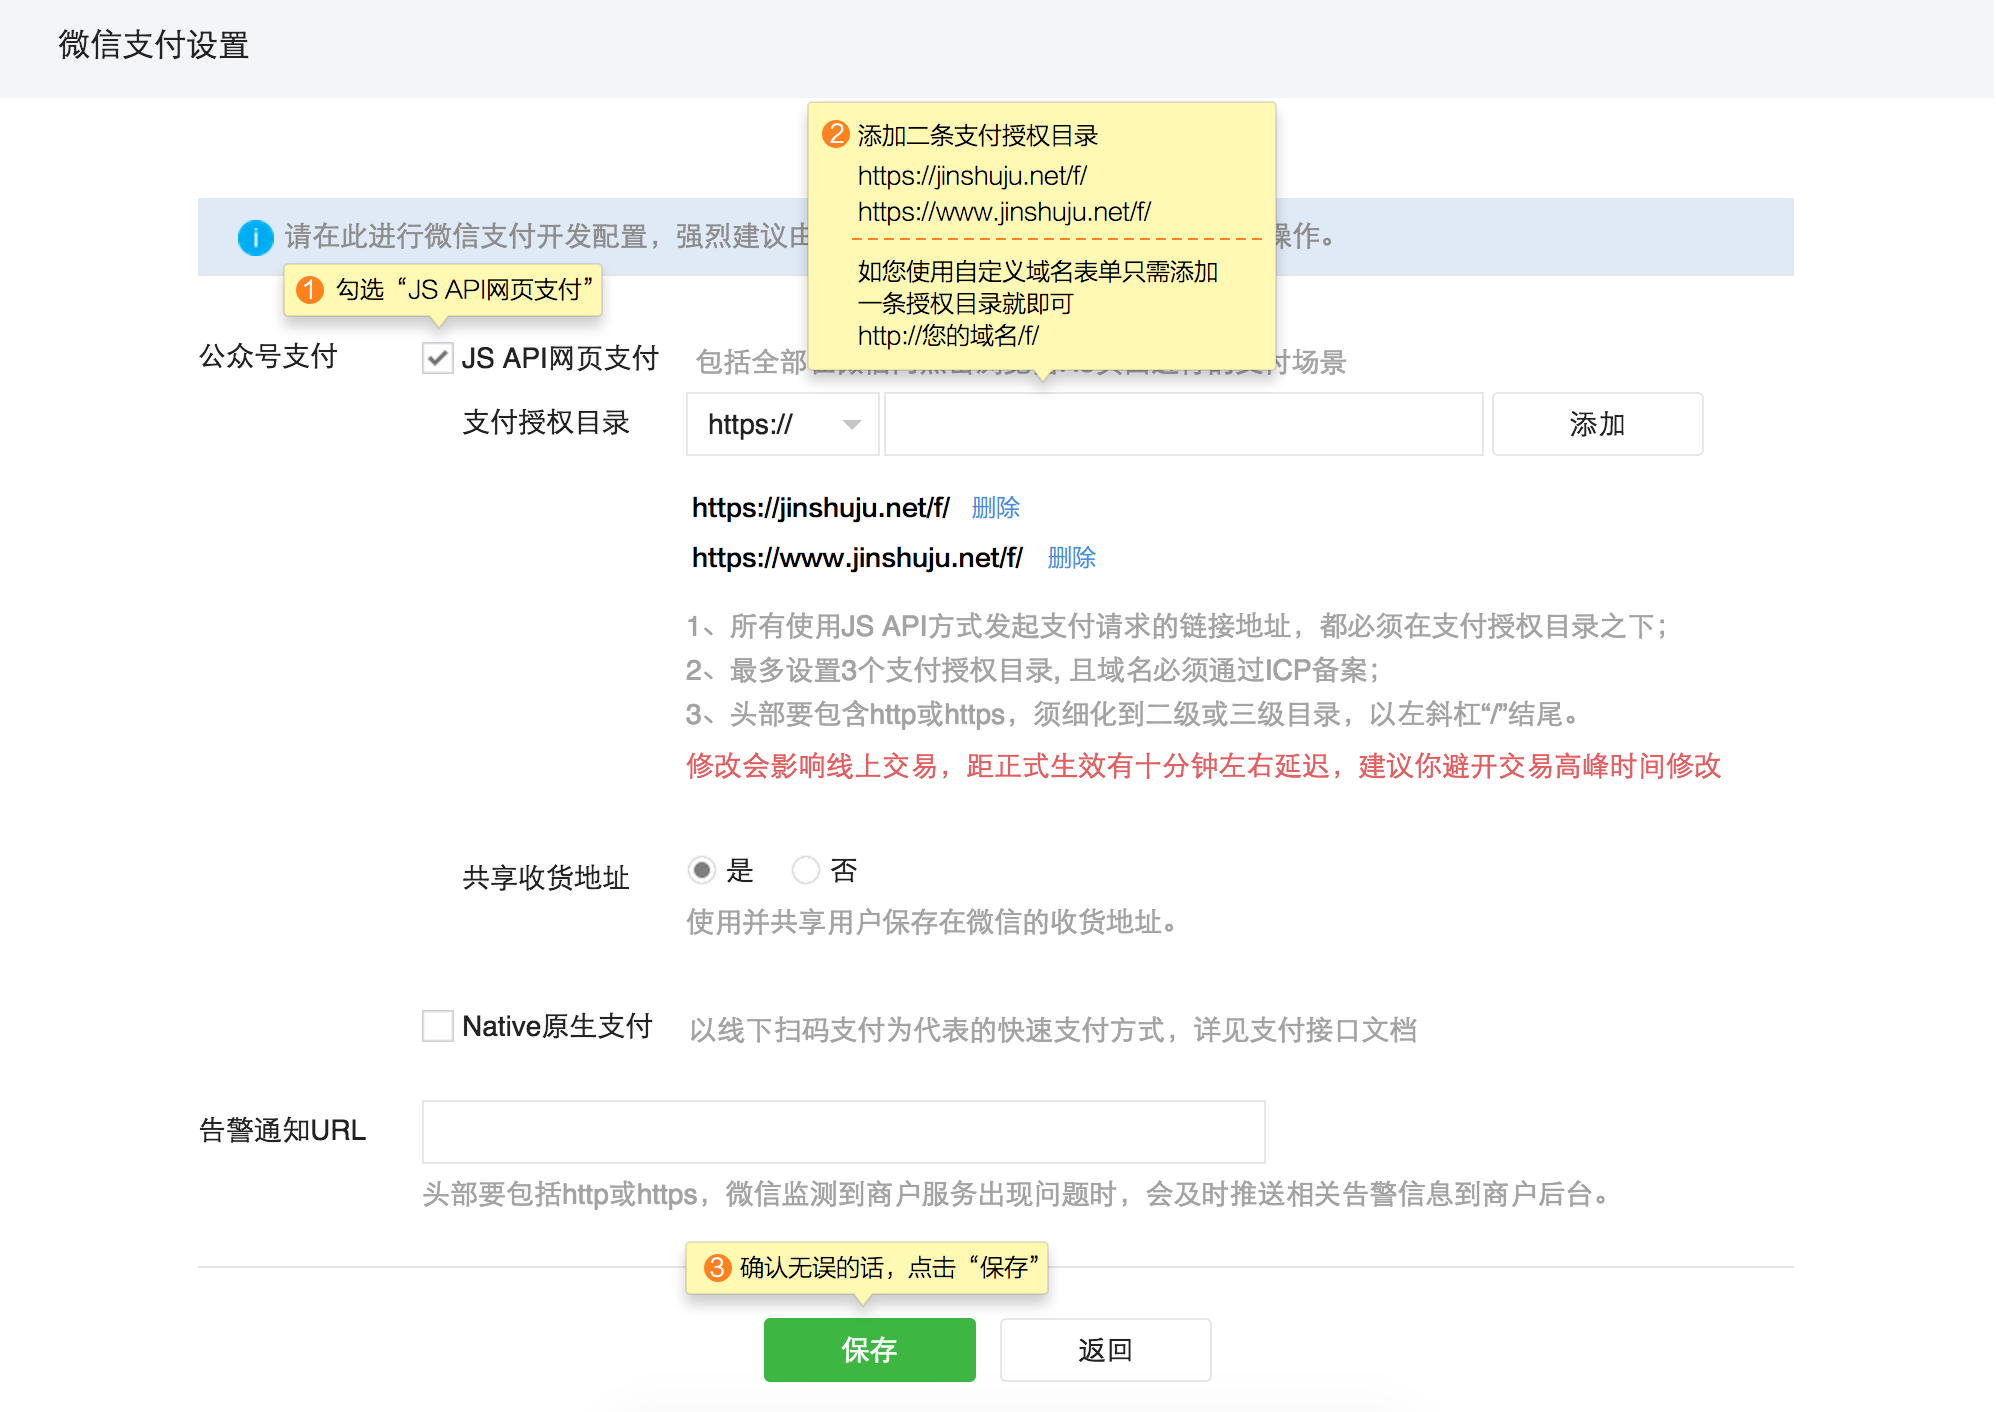 微信支付设置
② 添加二条支付授权目录
https://jinshuju.net/f/
https://www.jinshuju.net/f/
如您使用自定义域名表单只需添加
一条授权目录就即可
http://您的域名/f/
请在此进行微信支付开发配置，强烈建议由
操作。
① 勾选“JS API网页支付”
公众号支付
JS API网页支付 包括全部
付场景
支付授权目录 https:// 添加
https://jinshuju.net/f/ 删除
https://www.jinshuju.net/f/ 删除
1、所有使用JS API方式发起支付请求的链接地址，都必须在支付授权目录之下；
2、最多设置3个支付授权目录, 且域名必须通过ICP备案；
3、头部要包含http或https，须细化到二级或三级目录，以左斜杠“/”结尾。
修改会影响线上交易，距正式生效有十分钟左右延迟，建议你避开交易高峰时间修改
共享收货地址 是 否
使用并共享用户保存在微信的收货地址。
Native原生支付 以线下扫码支付为代表的快速支付方式，详见支付接口文档
告警通知URL
头部要包括http或https，微信监测到商户服务出现问题时，会及时推送相关告警信息到商户后台。
③ 确认无误的话，点击“保存”
保存 返回